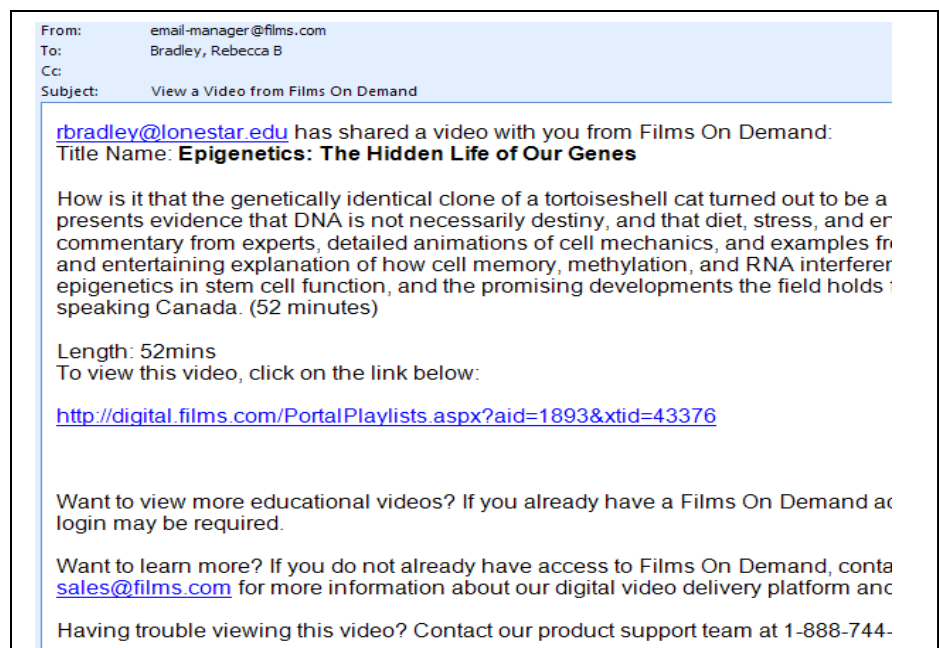 From: email-manager@films.com
To: Bradley, Rebecca B
Cc:
Subject: View a Video from Films On Demand
rbradley@lonestar.edu has shared a video with you from Films On Demand:
Title Name: Epigenetics: The Hidden Life of Our Genes
How is it that the genetically identical clone of a tortoiseshell cat turned out to be a
presents evidence that DNA is not necessarily destiny, and that diet, stress, and en
commentary from experts, detailed animations of cell mechanics, and examples fr
and entertaining explanation of how cell memory, methylation, and RNA interferer
epigenetics in stem cell function, and the promising developments the field holds
speaking Canada. (52 minutes)
Length: 52mins
To view this video, click on the link below:
http://digital.films.com/PortalPlaylists.aspx?aid=1893&xtid=43376
Want to view more educational videos? If you already have a Films On Demand ac
login may be required.
Want to learn more? If you do not already have access to Films On Demand, conta
sales@films.com for more information about our digital video delivery platform and
Having trouble viewing this video? Contact our product support team at 1-888-744-